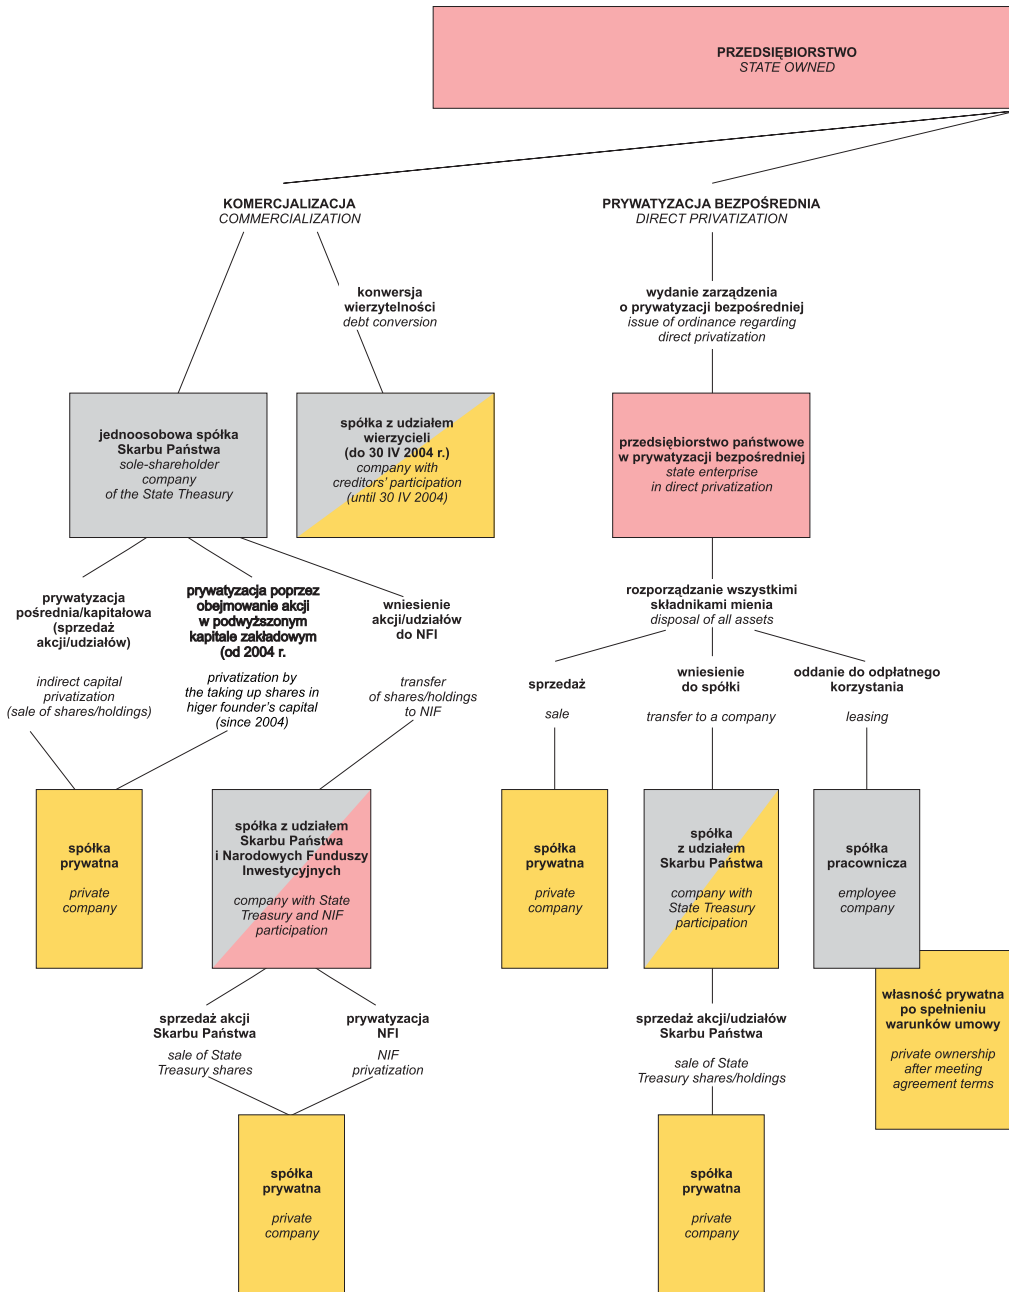 PRZEDSIĘBIORSTWO
STATE OWNED
KOMERCJALIZACJA
COMMERCIALIZATION
PRYWATYZACJA BEZPOŚREDNIA
DIRECT PRIVATIZATION
konwersja
wierzytelności
debt conversion
wydanie zarządzenia
o prywatyzacji bezpośredniej
issue of ordinance regarding
direct privatization
jednoosobowa spółka
Skarbu Państwa
sole-shareholder
company
of the State Treasury
spółka z udziałem
wierzycieli
(do 30 IV 2004 r.)
company with
creditors' participation
(until 30 IV 2004)
przedsiębiorstwo państwowe
w prywatyzacji bezpośredniej
state enterprise
in direct privatization
prywatyzacja
pośrednia/kapitałowa
(sprzedaż
akcji/udziałów)
indirect capital
privatization
(sale of shares/holdings)
prywatyzacja poprzez
obejmowanie akcji
w podwyższonym
kapitale zakładowym
(od 2004 r.
privatization by
the taking up shares in
higer founder's capital
(since 2004)
wniesienie
akcji/udziałów
do NFI
transfer
of shares/holdings
to NIF
rozporządzanie wszystkimi
składnikami mienia
disposal of all assets
sprzedaż
sale
wniesienie
do spółki
transfer to a company
oddanie do odpłatnego
korzystania
leasing
spółka
prywatna
private
company
spółka z udziałem
Skarbu Państwa
i Narodowych Funduszy
Inwestycyjnych
company with State
Treasury and NIF
participation
spółka
prywatna
private
company
spółka
z udziałem
Skarbu Państwa
company with
State Treasury
participation
spółka
pracownicza
employee
company
własność prywatna
po spełnieniu
warunków umowy
private ownership
after meeting
agreement terms
sprzedaż akcji
Skarbu Państwa
sale of State
Treasury shares
prywatyzacja
NFI
NIF
privatization
sprzedaż akcji/udziałów
Skarbu Państwa
sale of State
Treasury shares/holdings
spółka
prywatna
private
company
spółka
prywatna
private
company